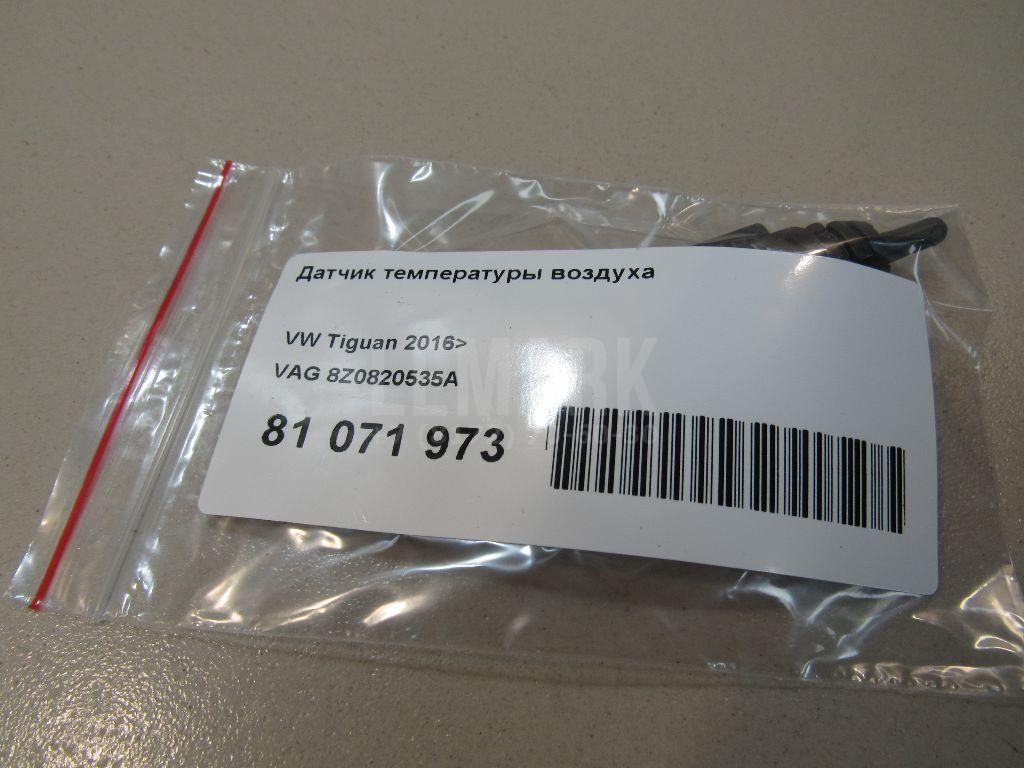 Датчик температуры воздуха
VW Tiguan 2016>
VAG 8Z0820535A
81 071 973